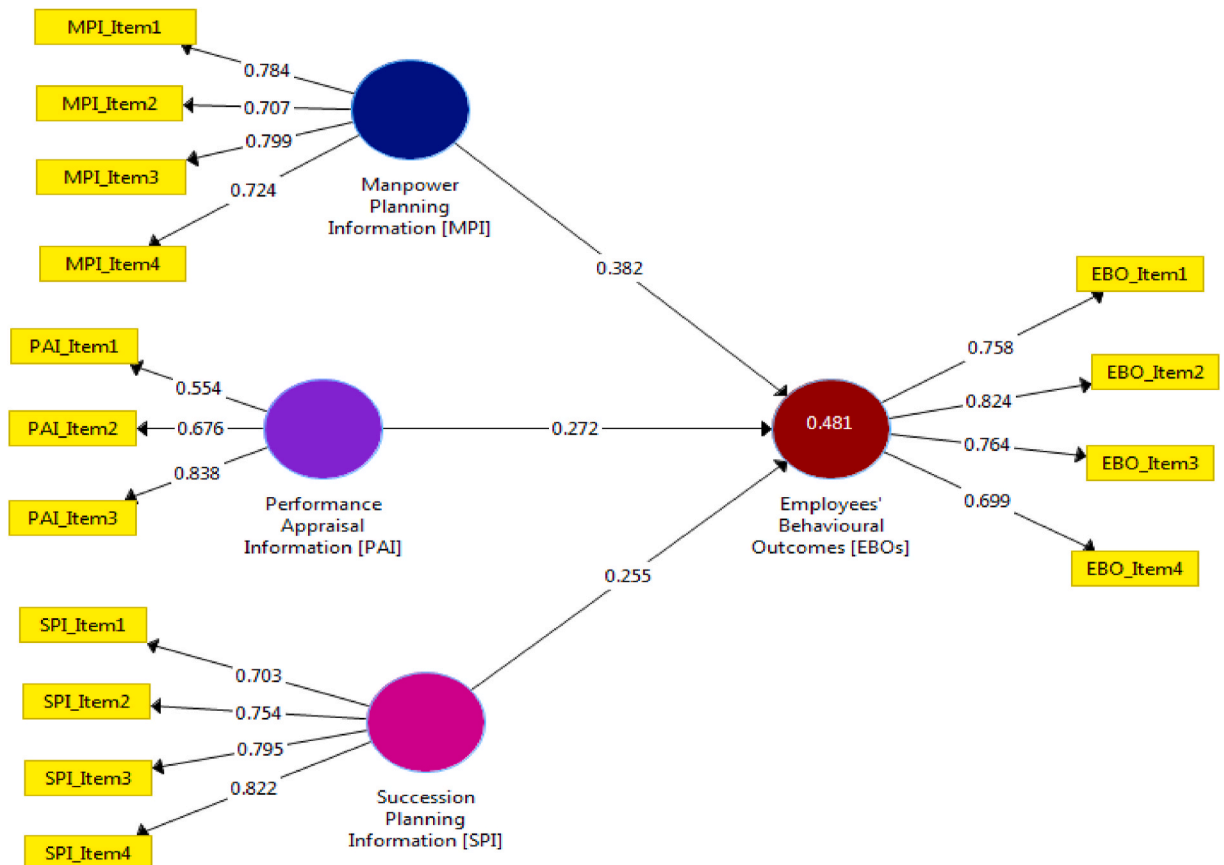 MPI_Item1
0.784
MPI_Item2
0.707
MPI_Item3
0.799
0.724
MPI_Item4
Manpower
Planning
Information [MPI]
0.382
PAI_Item1
0.554
PAI_Item2
0.676
0.838
PAI_Item3
Performance
Appraisal
Information [PAI]
0.272
SPI_Item1
0.703
SPI_Item2
0.754
0.795
SPI_Item3
0.822
SPI_Item4
Succession
Planning
Information [SPI]
0.255
0.481
Employees'
Behavioural
Outcomes [EBOs]
EBO_Item1
0.758
EBO_Item2
0.824
0.764
EBO_Item3
0.699
EBO_Item4